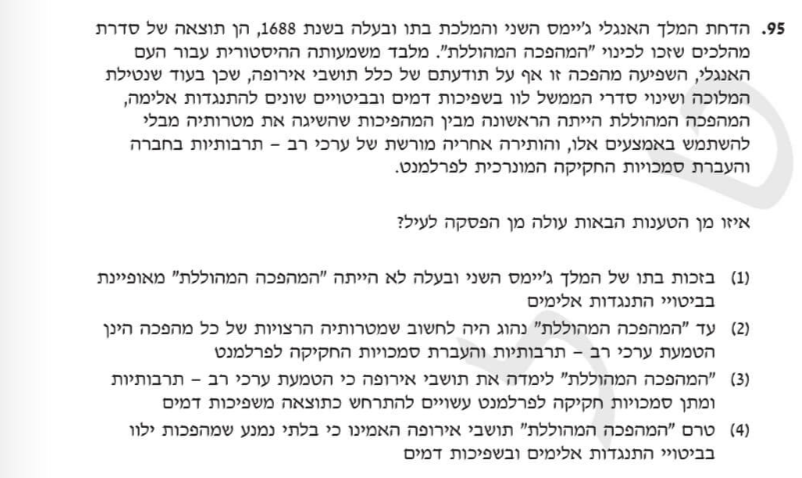 95. הדחת המלך האנגלי ג'יימס השני והמלכת בתו ובעלה בשנת 1688, הן תוצאה של סדרת
מהלכים שזכו לכינוי "המהפכה המהוללת". מלבד משמעותה ההיסטורית עבור העם
האנגלי, השפיעה מהפכה זו אף על תודעתם של כלל תושבי אירופה, שכן בעוד שנטילת
המלוכה ושינוי סדרי הממשל לוו בשפיכות דמים ובביטויים שונים להתנגדות אלימה,
המהפכה המהוללת הייתה הראשונה מבין המהפיכות שהשיגה את מטרותיה מבלי
להשתמש באמצעים אלו, והותירה אחריה מורשת של ערכי רב – תרבותיות בחברה
והעברת סמכויות החקיקה המונרכית לפרלמנט.
איזו מן הטענות הבאות עולה מן הפסקה לעיל?
(1) בזכות בתו של המלך ג'יימס השני ובעלה לא הייתה "המהפכה המהוללת" מאופיינת
בביטויי התנגדות אלימים
(2) עד "המהפכה המהוללת" נהוג היה לחשוב שמטרותיה הרצויות של כל מהפכה הינן
הטמעת ערכי רב – תרבותיות והעברת סמכויות החקיקה לפרלמנט
(3) "המהפכה המהוללת" לימדה את תושבי אירופה כי הטמעת ערכי רב – תרבותיות
ומתן סמכויות חקיקה לפרלמנט עשויים להתרחש כתוצאה משפיכות דמים
(4) טרם "המהפכה המהוללת" תושבי אירופה האמינו כי בלתי נמנע שמהפכות ילוו
בביטויי התנגדות אלימים ובשפיכות דמים